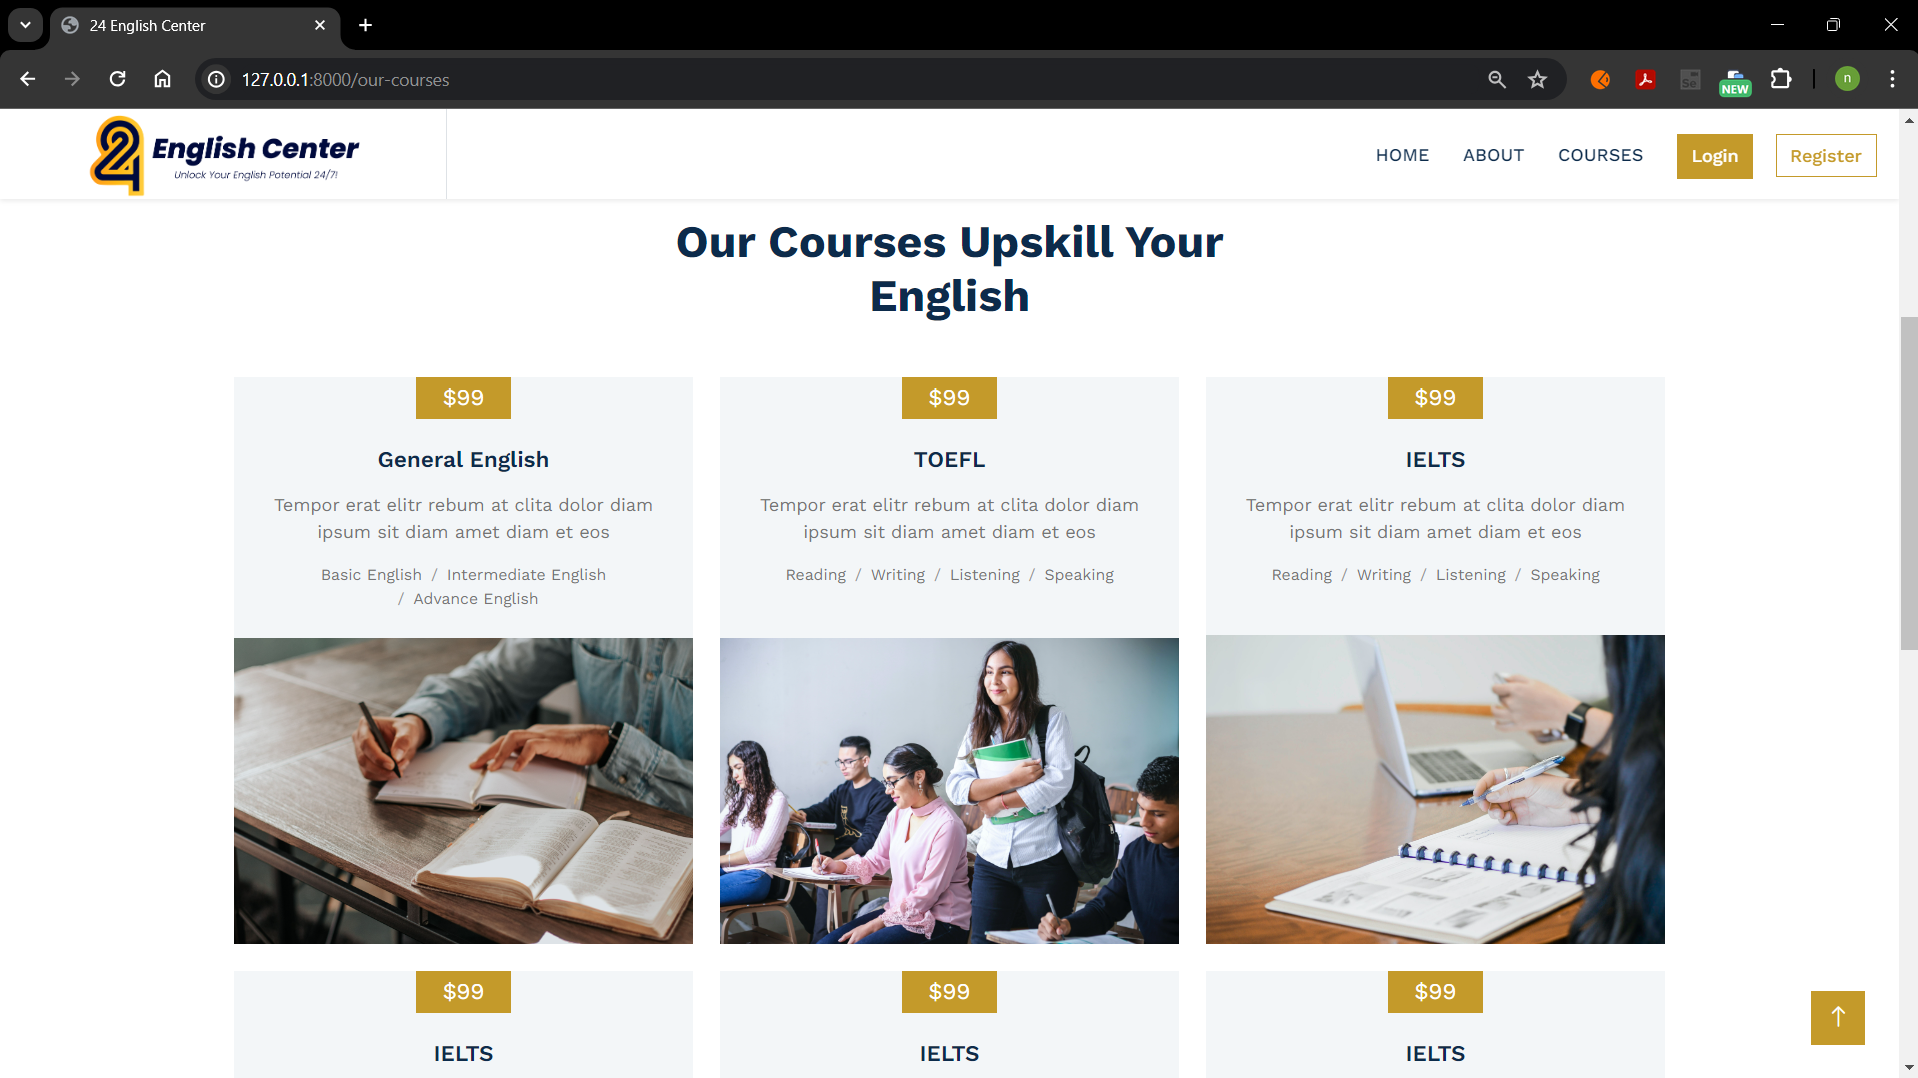 24 English Center
127.0.0.1:8000/our-courses
Se
NEW
n
24 English Center
Unlock Your English Potential 24/7!
HOME
ABOUT
COURSES
Login
Register
Our Courses Upskill Your
English
$99
General English
Tempor erat elitr rebum at clita dolor diam
ipsum sit diam amet diam et eos
Basic English / Intermediate English
/ Advance English
$99
TOEFL
Tempor erat elitr rebum at clita dolor diam
ipsum sit diam amet diam et eos
Reading / Writing / Listening / Speaking
$99
IELTS
Tempor erat elitr rebum at clita dolor diam
ipsum sit diam amet diam et eos
Reading / Writing / Listening / Speaking
$99
IELTS
$99
IELTS
$99
IELTS